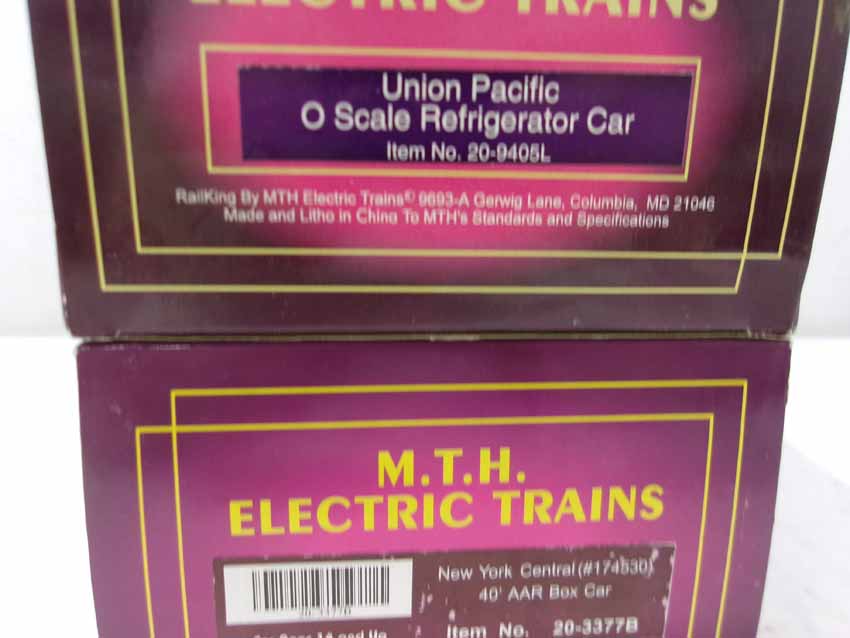 ELECTRIC TRAINS
Union Pacific
O Scale Refrigerator Car
Item No. 20-9405L
RailKing By MTH Electric Trains© 9693-A Gerwig Lane, Columbia, MD 21046
Made and Litho in China To MTH's Standards and Specifications
M.T.H.
ELECTRIC TRAINS
New York Central (#174530)
40' AAR Box Car
Item No. 20-3377B